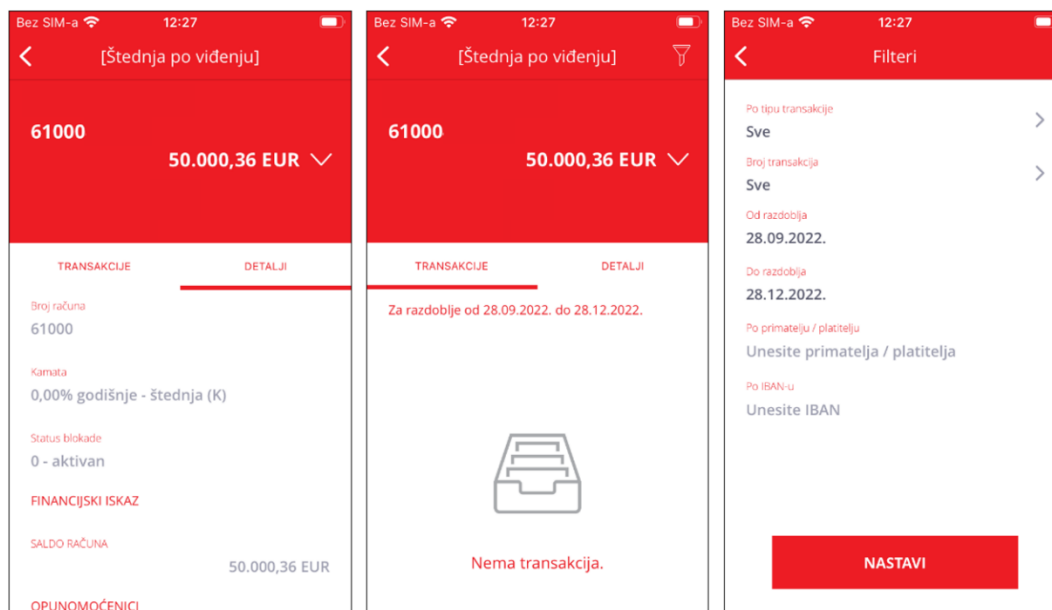 Bez SIM-a 12:27
[Štednja po viđenju]
61000
50.000,36 EUR
TRANSAKCIJE DETALJI
Broj računa
61000
Kamata
0,00% godišnje - štednja (K)
Status blokade
0 - aktivan
FINANCIJSKI ISKAZ
SALDO RAČUNA
50.000,36 EUR
OPUNOMOĆENICI
Bez SIM-a 12:27
[Štednja po viđenju]
61000
50.000,36 EUR
TRANSAKCIJE DETALJI
Za razdoblje od 28.09.2022. do 28.12.2022.
Nema transakcija.
Bez SIM-a 12:27
Filteri
Po tipu transakcije
Sve
Broj transakcija
Sve
Od razdoblja
28.09.2022.
Do razdoblja
28.12.2022.
Po primatelju / platitelju
Unesite primatelja / platitelja
Po IBAN-u
Unesite IBAN
NASTAVI